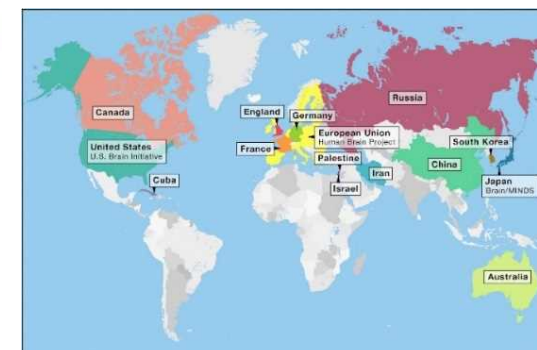 Canada
England
Germany
Russia
United States
U.S. Brain Initiative
European Union
Human Brain Project
South Korea
France
Palestine
Iran
China
Cuba
Israel
Japan
Brain/MINDS
Australia